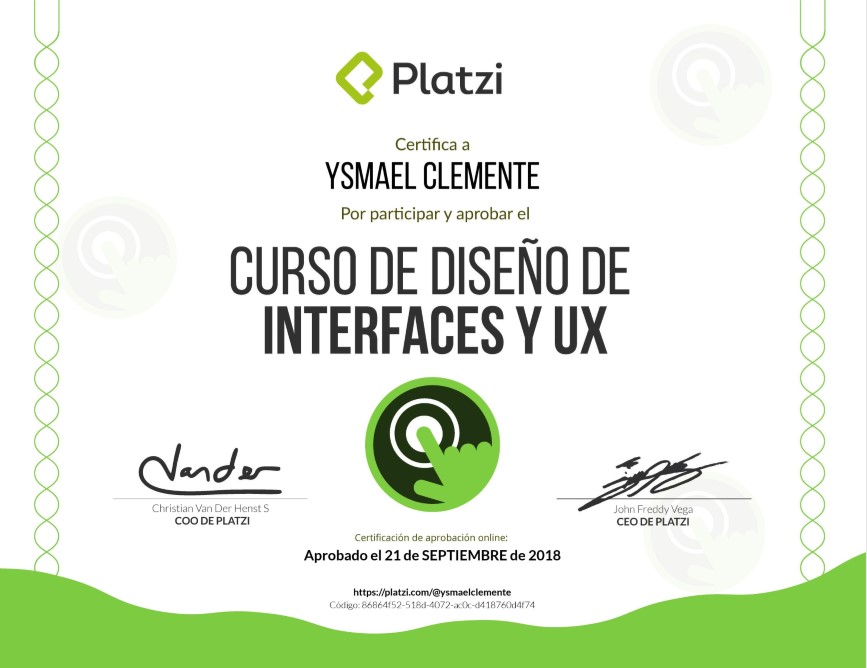 Platzi
Certifica a
YSMAEL CLEMENTE
Por participar y aprobar el
CURSO DE DISEÑO DE
INTERFACES Y UX
Vander
Christian Van Der Henst S
COO DE PLATZI
John Freddy Vega
CEO DE PLATZI
Certificación de aprobación online:
Aprobado el 21 de SEPTIEMBRE de 2018
https://platzi.com/@ysmaelclemente
Código: 86864f52-518d-4072-ac0c-d418760d4f74